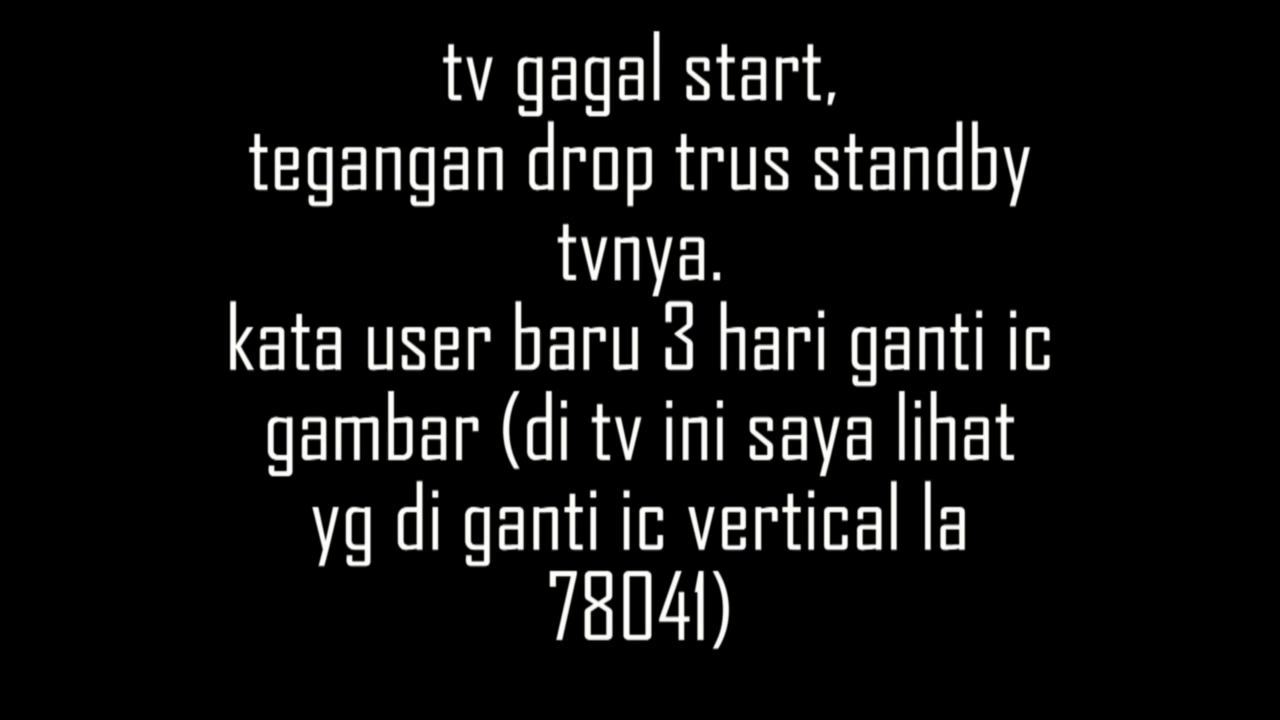 tv gagal start,
tegangan drop trus standby
tvnya.
kata user baru 3 hari ganti ic
gambar (di tv ini saya lihat
yg di ganti ic vertical la
78041)